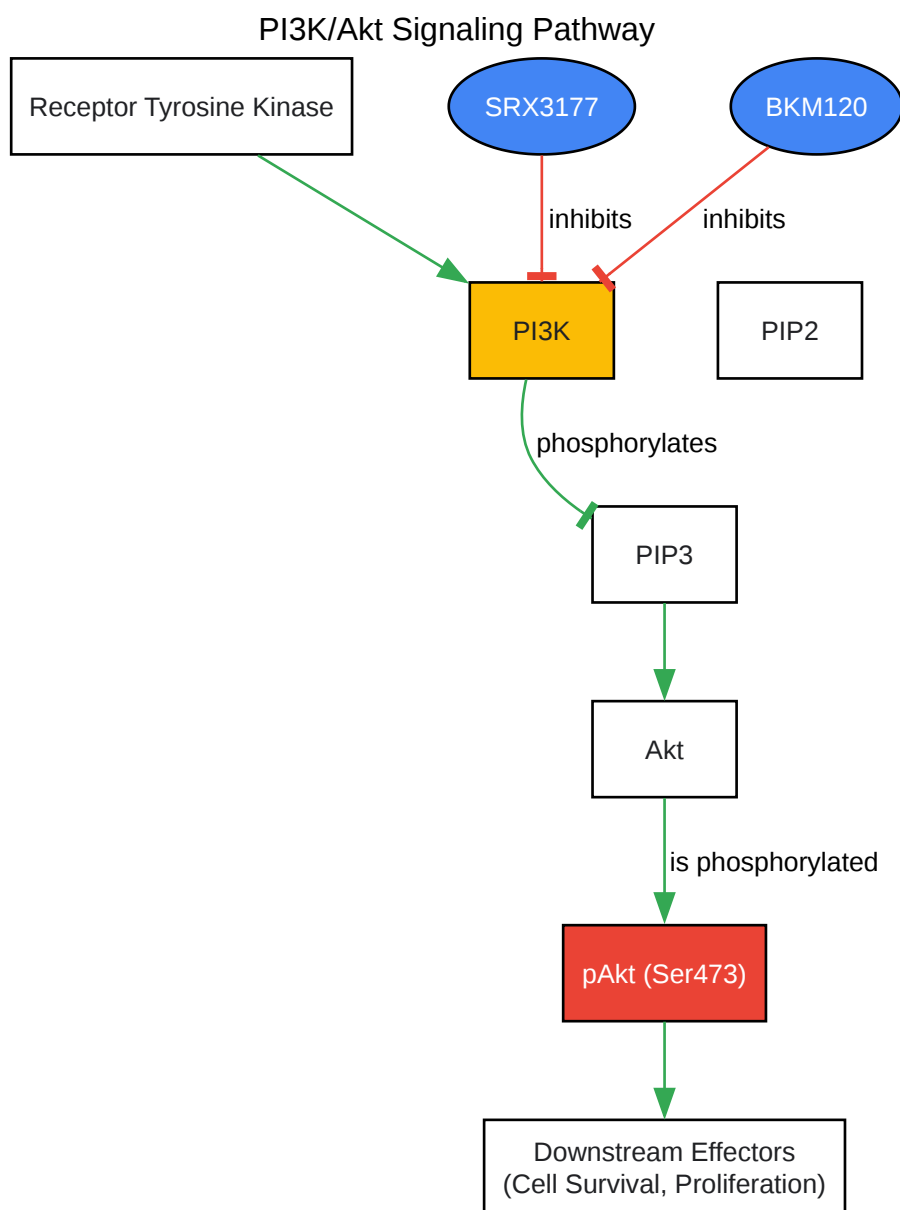 PI3K/Akt Signaling Pathway
Receptor Tyrosine Kinase
SRX3177
BKM120
inhibits
inhibits
PI3K
PIP2
phosphorylates
PIP3
Akt
is phosphorylated
pAkt (Ser473)
Downstream Effectors
(Cell Survival, Proliferation)